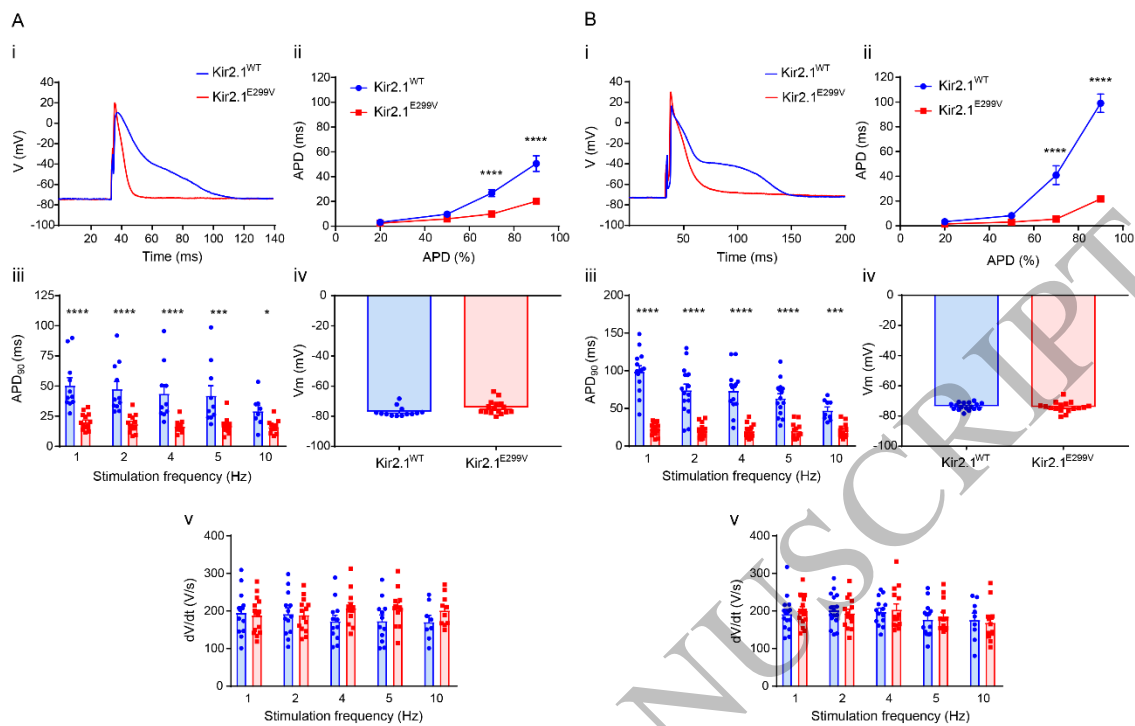 A
i
Kir2.1WT
Kir2.1E299V
V (mV)
40
20
0
-20
-40
-60
-80
-100
20 40 60 80 100 120 140
Time (ms)
ii
Kir2.1WT
Kir2.1E299V
APD (ms)
120
100
80
60
40
20
0
**** ****
0 20 40 60 80 100
APD (%)
iii
APD90 (ms)
125
100
75
50
25
0
**** **** **** *** *
1 2 4 5 10
Stimulation frequency (Hz)
iv
Vm (mV)
0
-20
-40
-60
-80
-100
Kir2.1WT Kir2.1E299V
v
dV/dt (V/s)
400
300
200
100
0
1 2 4 5 10
Stimulation frequency (Hz)
B
i
Kir2.1WT
Kir2.1E299V
V (mV)
40
20
0
-20
-40
-60
-80
-100
50 100 150 200
Time (ms)
ii
Kir2.1WT
Kir2.1E299V
APD (ms)
120
100
80
60
40
20
0
**** ****
0 20 40 60 80 100
APD (%)
iii
APD90 (ms)
200
150
100
50
0
**** **** **** **** ***
1 2 4 5 10
Stimulation frequency (Hz)
iv
Vm (mV)
0
-20
-40
-60
-80
-100
Kir2.1WT Kir2.1E299V
v
dV/dt (V/s)
400
300
200
100
0
1 2 4 5 10
Stimulation frequency (Hz)
NUSCRIPT